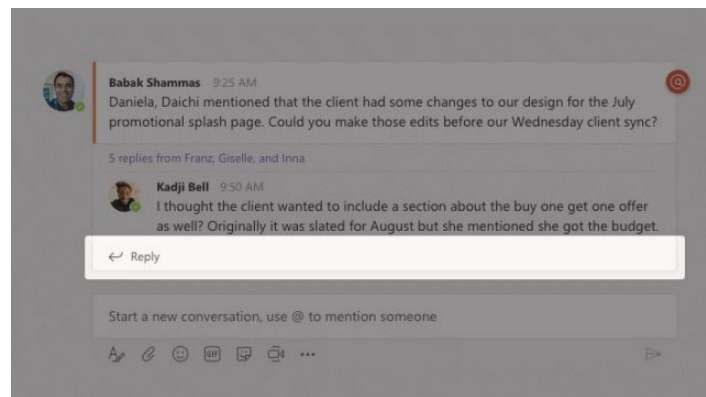 Babak Shammas 9:25 AM
Daniela, Daichi mentioned that the client had some changes to our design for the July
promotional splash page. Could you make those edits before our Wednesday client sync?
5 replies from Franz, Giselle, and Inna
Kadji Bell 9:50 AM
I thought the client wanted to include a section about the buy one get one offer
as well? Originally it was slated for August but she mentioned she got the budget.
Reply
Start a new conversation, use @ to mention someone
GIF